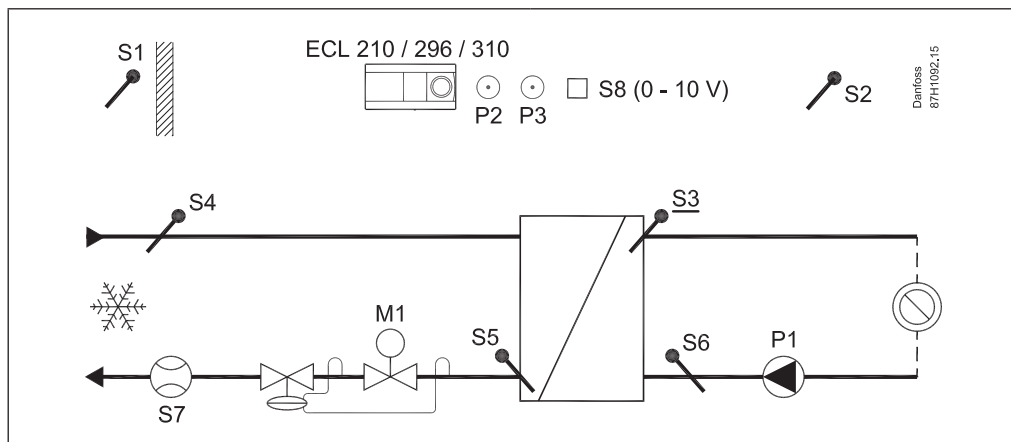 ECL 210 / 296 / 310
S1
P2
P3
S8 (0 - 10 V)
S2
Danfoss
87H1092.15
S4
S3
M1
S5
S6
P1
S7